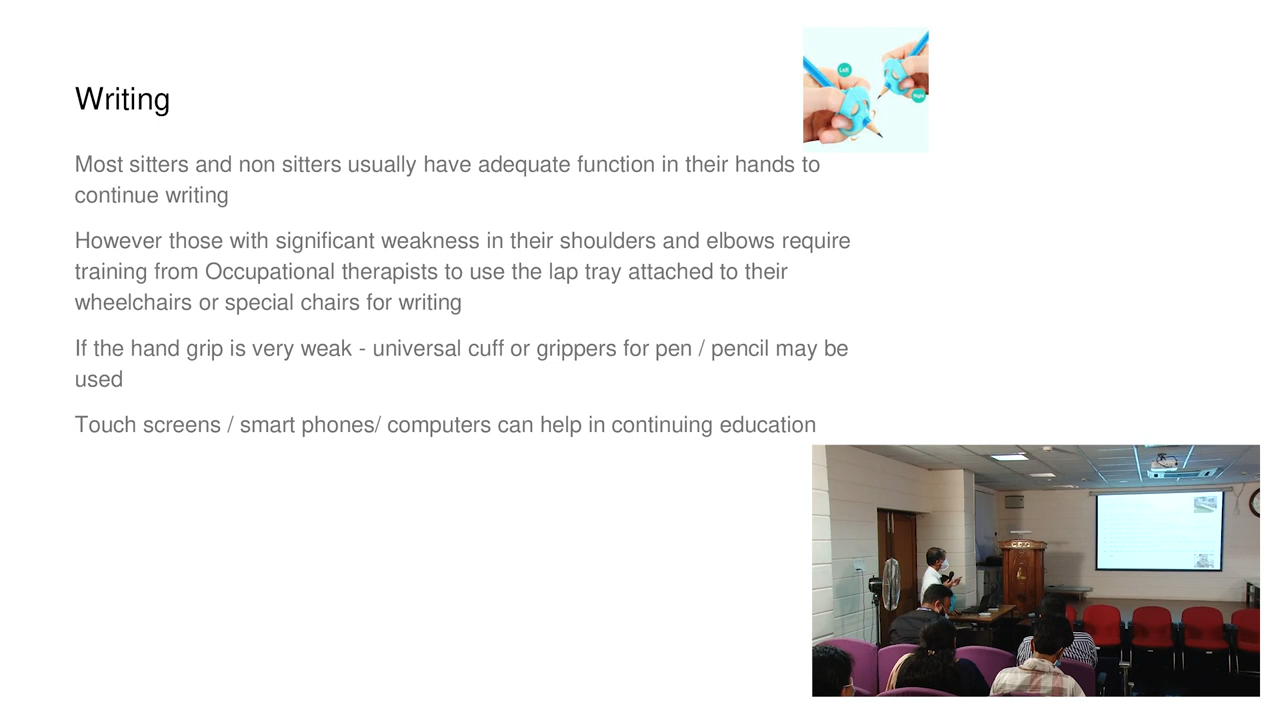 Writing
Left
Right
Most sitters and non sitters usually have adequate function in their hands to
continue writing
However those with significant weakness in their shoulders and elbows require
training from Occupational therapists to use the lap tray attached to their
wheelchairs or special chairs for writing
If the hand grip is very weak - universal cuff or grippers for pen / pencil may be
used
Touch screens / smart phones/ computers can help in continuing education